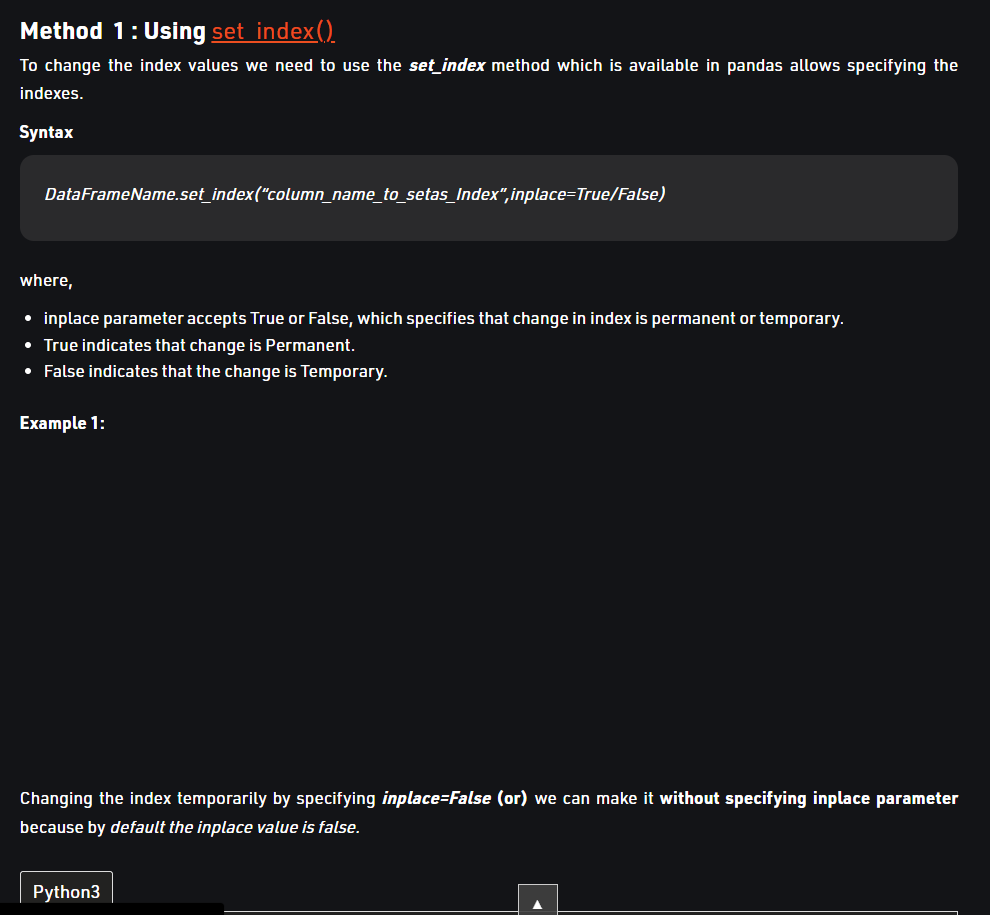 Method 1 : Using set_index()
To change the index values we need to use the set_index method which is available in pandas allows specifying the
indexes.
Syntax
DataFrameName.set_index(“column_name_to_setas_Index”,inplace=True/False)
where,
• inplace parameter accepts True or False, which specifies that change in index is permanent or temporary.
• True indicates that change is Permanent.
• False indicates that the change is Temporary.
Example 1:
Changing the index temporarily by specifying inplace=False (or) we can make it without specifying inplace parameter
because by default the inplace value is false.
Python3